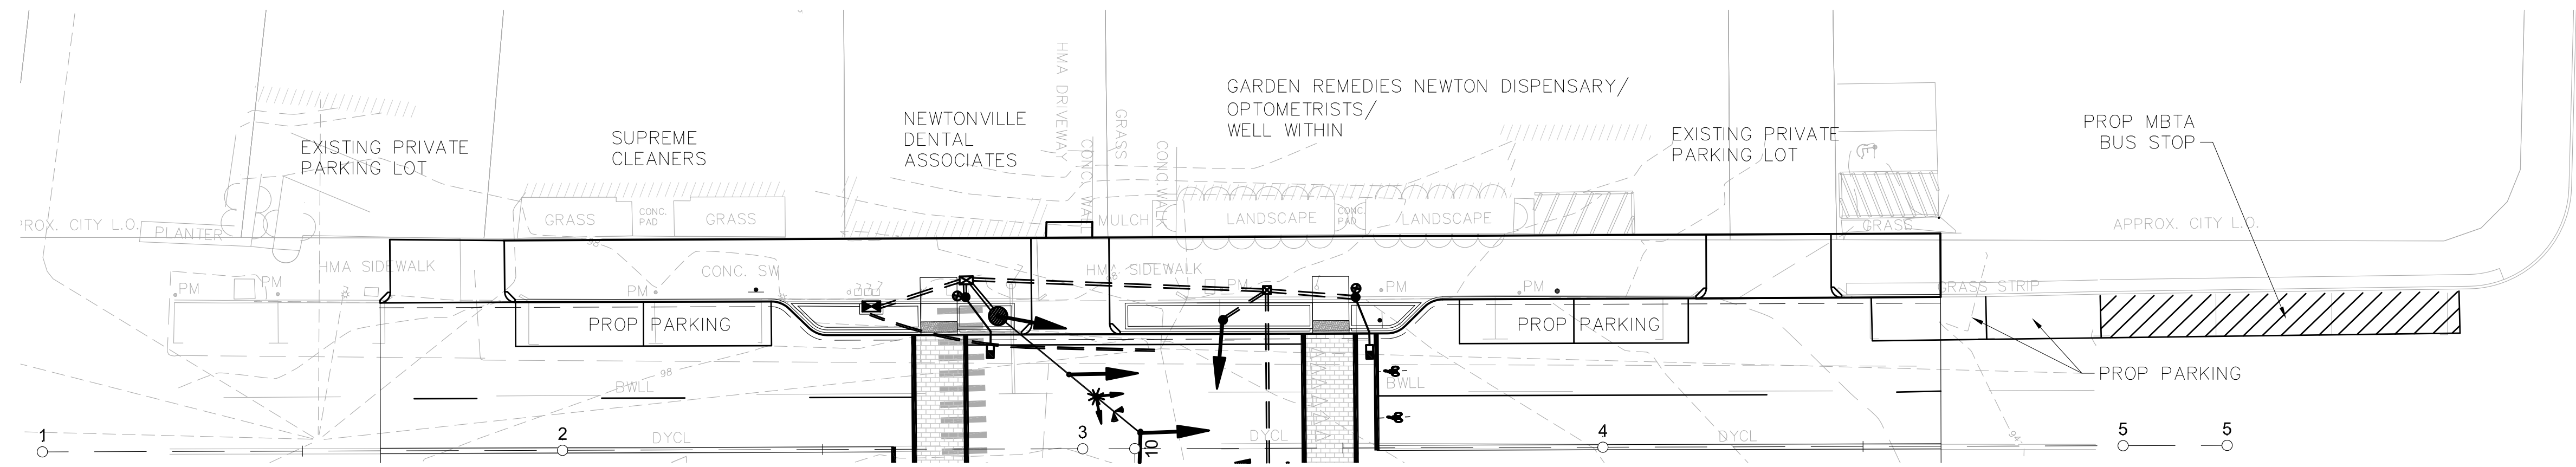 HMA DRIVEWAY
GARDEN REMEDIES NEWTON DISPENSARY/
OPTOMETRISTS/
WELL WITHIN
NEWTONVILLE
DENTAL
ASSOCIATES
GRASS
CONC. WALK
CONC. WALK
SUPREME
CLEANERS
EXISTING PRIVATE
PARKING LOT
EXISTING PRIVATE
PARKING LOT
PROP MBTA
BUS STOP
GRASS
CONC.
PAD
GRASS
MULCH
LANDSCAPE
CONC.
PAD
LANDSCAPE
GRASS
PROX. CITY L.O.
PLANTER
APPROX. CITY L.O.
98
HMA SIDEWALK
CONC. SW
HMA SIDEWALK
98
PM
PM
PM
PM
PM
PM
GRASS STRIP
PROP PARKING
PROP PARKING
PROP PARKING
98
BWLL
BWLL
1
2
DYCL
3
10
DYCL
4
DYCL
94
5
5